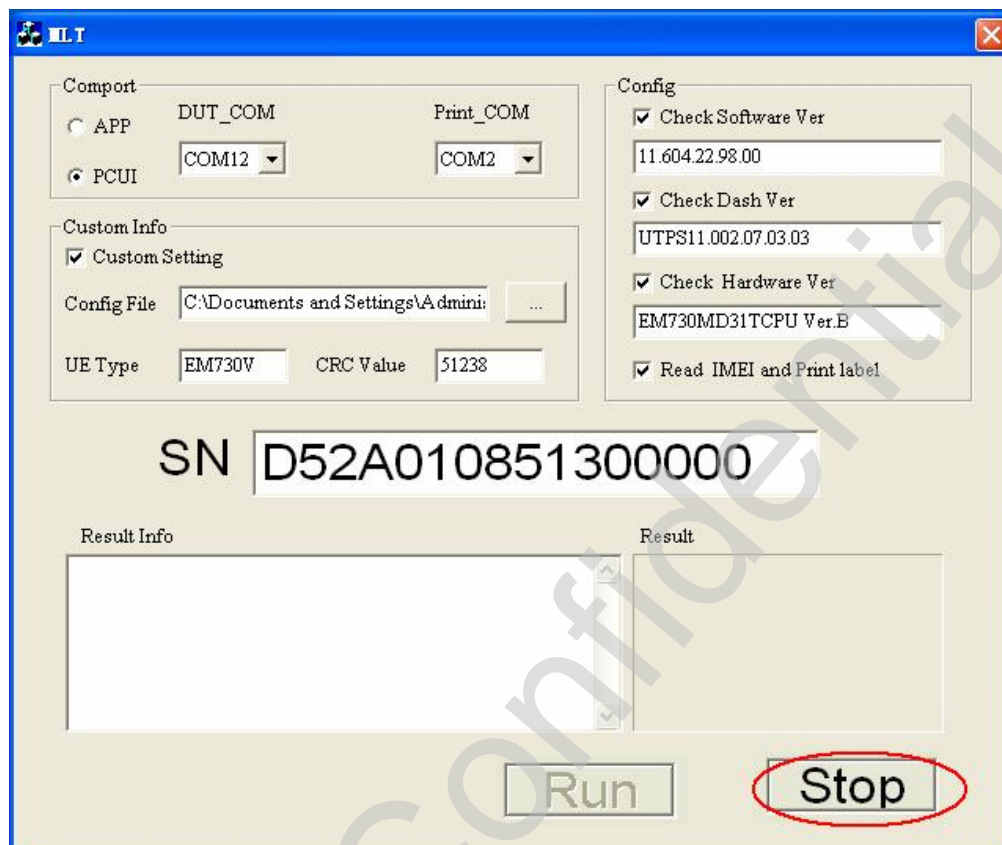 MLT
Comport
APP
PCUI
DUT_COM
COM12
Print_COM
COM2
Custom Info
Custom Setting
Config File
C:\Documents and Settings\Adminis
...
UE Type
EM730V
CRC Value
51238
Config
Check Software Ver
11.604.22.98.00
Check Dash Ver
UTPS11.002.07.03.03
Check Hardware Ver
EM730MD31TCPU Ver.B
Read IMEI and Print label
SN
D52A010851300000
Result Info
Result
Run
Stop
Confidential